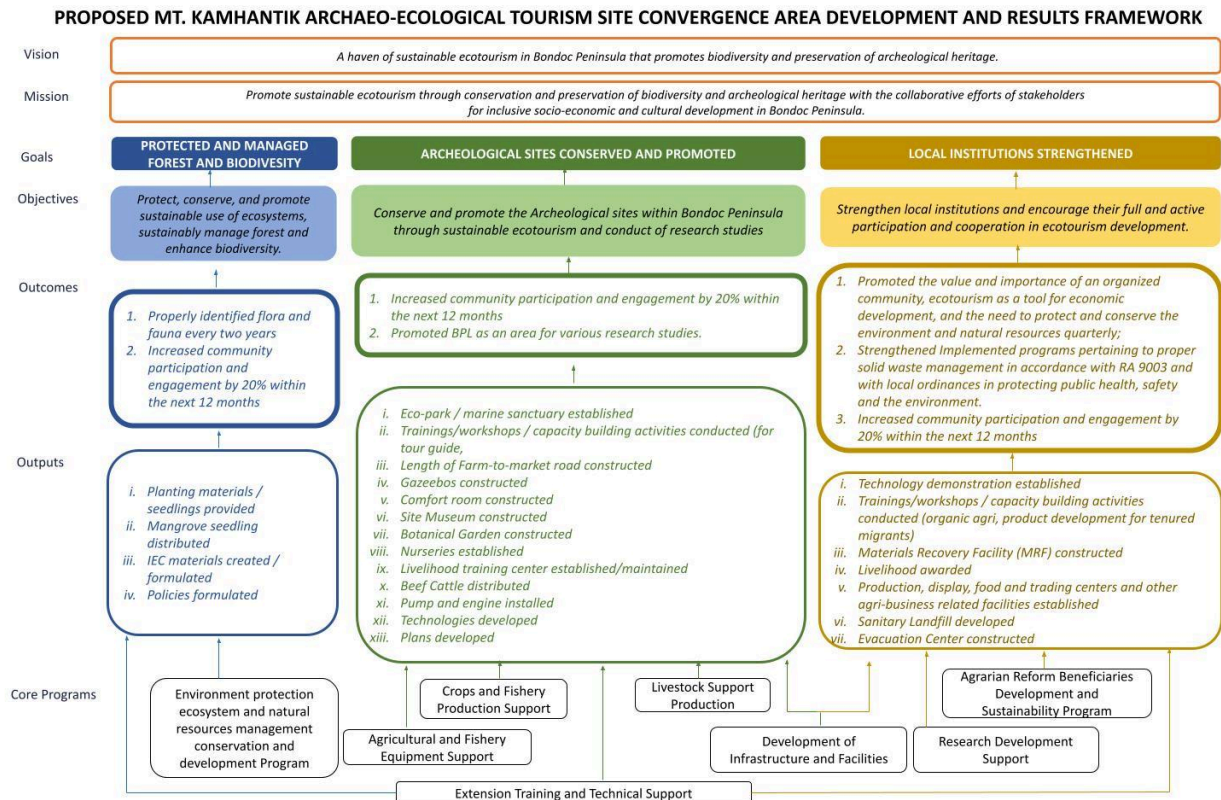 PROPOSED MT. KAMHANTIK ARCHAEO-ECOLOGICAL TOURISM SITE CONVERGENCE AREA DEVELOPMENT AND RESULTS FRAMEWORK
Vision
A haven of sustainable ecotourism in Bondoc Peninsula that promotes biodiversity and preservation of archeological heritage.
Mission
Promote sustainable ecotourism through conservation and preservation of biodiversity and archeological heritage with the collaborative efforts of stakeholders
for inclusive socio-economic and cultural development in Bondoc Peninsula.
Goals
PROTECTED AND MANAGED
FOREST AND BIODIVESITY
ARCHEOLOGICAL SITES CONSERVED AND PROMOTED
LOCAL INSTITUTIONS STRENGTHENED
Objectives
Protect, conserve, and promote
sustainable use of ecosystems,
sustainably manage forest and
enhance biodiversity.
Conserve and promote the Archeological sites within Bondoc Peninsula
through sustainable ecotourism and conduct of research studies
Strengthen local institutions and encourage their full and active
participation and cooperation in ecotourism development.
Outcomes
1. Properly identified flora and
fauna every two years
2. Increased community
participation and
engagement by 20% within
the next 12 months
1. Increased community participation and engagement by 20% within
the next 12 months
2. Promoted BPL as an area for various research studies.
1. Promoted the value and importance of an organized
community, ecotourism as a tool for economic
development, and the need to protect and conserve the
environment and natural resources quarterly;
2. Strengthened Implemented programs pertaining to proper
solid waste management in accordance with RA 9003 and
with local ordinances in protecting public health, safety
and the environment.
3. Increased community participation and engagement by
20% within the next 12 months
Outputs
i. Planting materials /
seedlings provided
ii. Mangrove seedling
distributed
iii. IEC materials created /
formulated
iv. Policies formulated
i. Eco-park / marine sanctuary established
ii. Trainings/workshops / capacity building activities conducted (for
tour guide,
iii. Length of Farm-to-market road constructed
iv. Gazeebos constructed
v. Comfort room constructed
vi. Site Museum constructed
vii. Botanical Garden constructed
viii. Nurseries established
ix. Livelihood training center established/maintained
x. Beef Cattle distributed
xi. Pump and engine installed
xii. Technologies developed
xiii. Plans developed
i. Technology demonstration established
ii. Trainings/workshops / capacity building activities
conducted (organic agri, product development for tenured
migrants)
iii. Materials Recovery Facility (MRF) constructed
iv. Livelihood awarded
v. Production, display, food and trading centers and other
agri-business related facilities established
vi. Sanitary Landfill developed
vii. Evacuation Center constructed
Core Programs
Environment protection
ecosystem and natural
resources management
conservation and
development Program
Crops and Fishery
Production Support
Agricultural and Fishery
Equipment Support
Livestock Support
Production
Development of
Infrastructure and Facilities
Agrarian Reform Beneficiaries
Development and
Sustainability Program
Research Development
Support
Extension Training and Technical Support